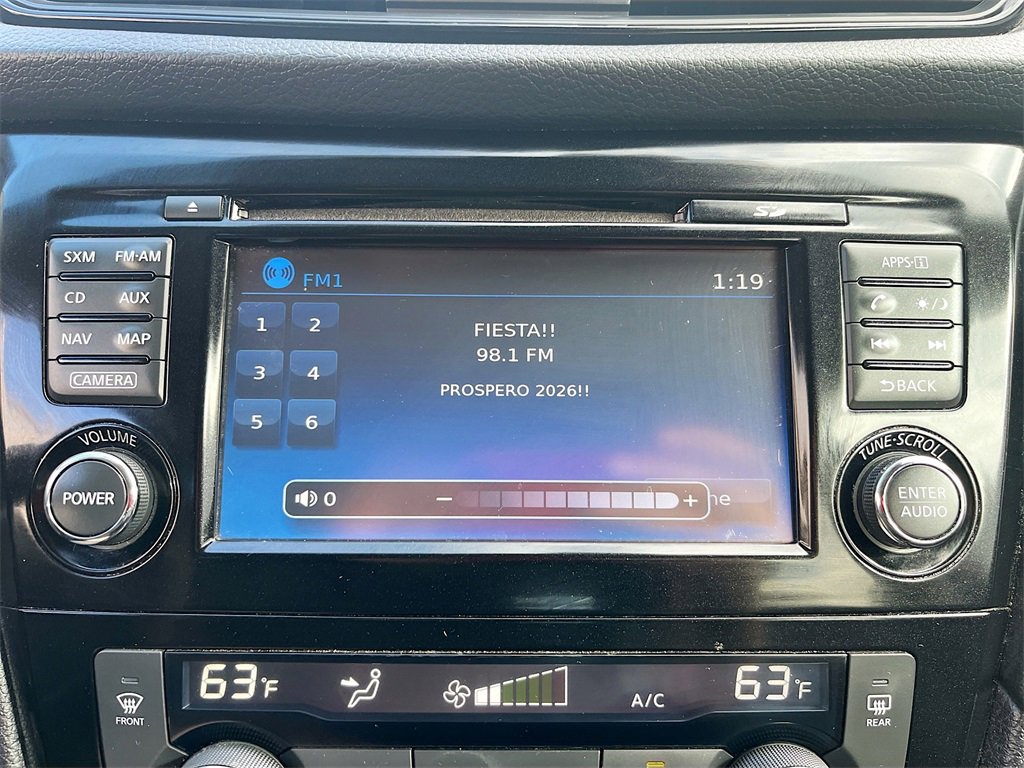 SD
SXM FM·AM
CD AUX
NAV MAP
CAMERA
VOLUME
POWER
FM1 1:19
1 2
3 4
5 6
FIESTA!!
98.1 FM
PROSPERO 2026!!
0 − +
APPS·i
BACK
TUNE·SCROLL
ENTER
AUDIO
63°F A/C 63°F
FRONT
REAR